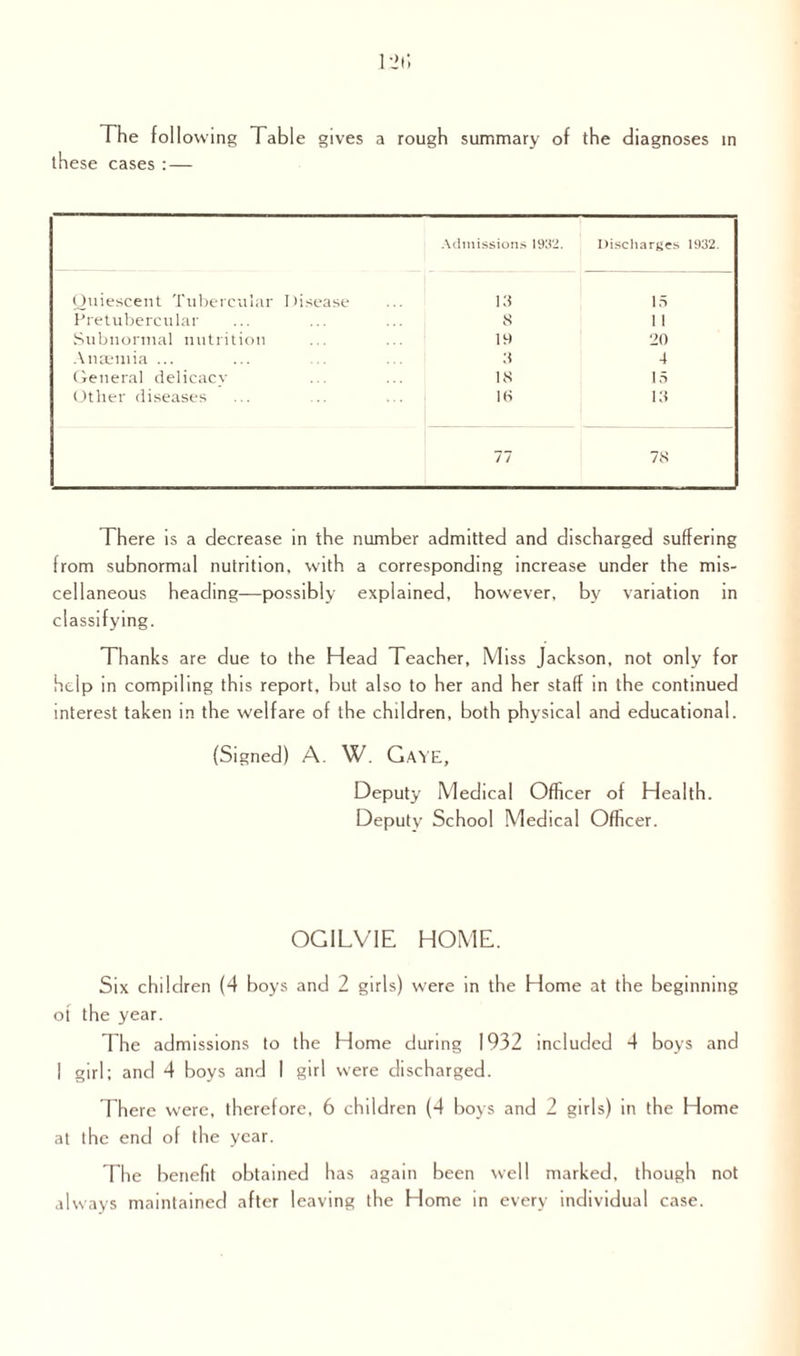 126
The following Table gives a rough summary of the diagnoses in
these cases :—
Admissions 1932. Discharges 1932.
Quiescent Tubercular Disease ... 13 15
Pretubercular ... ... ... 8 11
Subnormal nutrition ... ... 19 20
Anæmia ... ... ... ... 3 4
General delicacy ... ... 18 15
Other diseases ... ... ... 16 13
77 78
There is a decrease in the number admitted and discharged suffering
from subnormal nutrition, with a corresponding increase under the mis-
cellaneous heading—possibly explained, however, by variation in
classifying.
Thanks are due to the Head Teacher, Miss Jackson, not only for
help in compiling this report, but also to her and her staff in the continued
interest taken in the welfare of the children, both physical and educational.
(Signed) A. W. GAYE,
Deputy Medical Officer of Health.
Deputy School Medical Officer.
OGILVIE HOME.
Six children (4 boys and 2 girls) were in the Home at the beginning
of the year.
The admissions to the Home during 1932 included 4 boys and
1 girl; and 4 boys and 1 girl were discharged.
There were, therefore, 6 children (4 boys and 2 girls) in the Home
at the end of the year.
The benefit obtained has again been well marked, though not
always maintained after leaving the Home in every individual case.